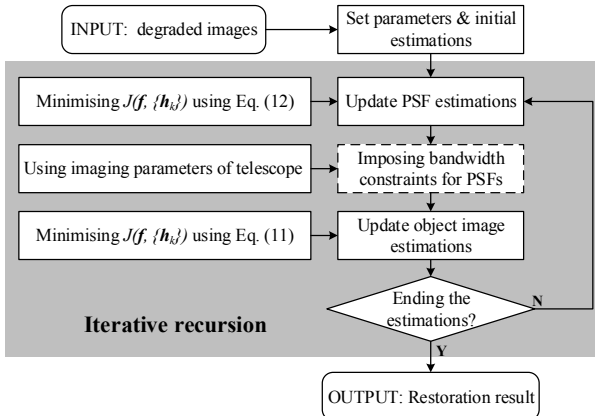 INPUT: degraded images
Set parameters & initial
estimations
Minimising J(f, {h_k}) using Eq. (12)
Update PSF estimations
Using imaging parameters of telescope
Imposing bandwidth
constraints for PSFs
Minimising J(f, {h_k}) using Eq. (11)
Update object image
estimations
Ending the
estimations?
N
Iterative recursion
Y
OUTPUT: Restoration result